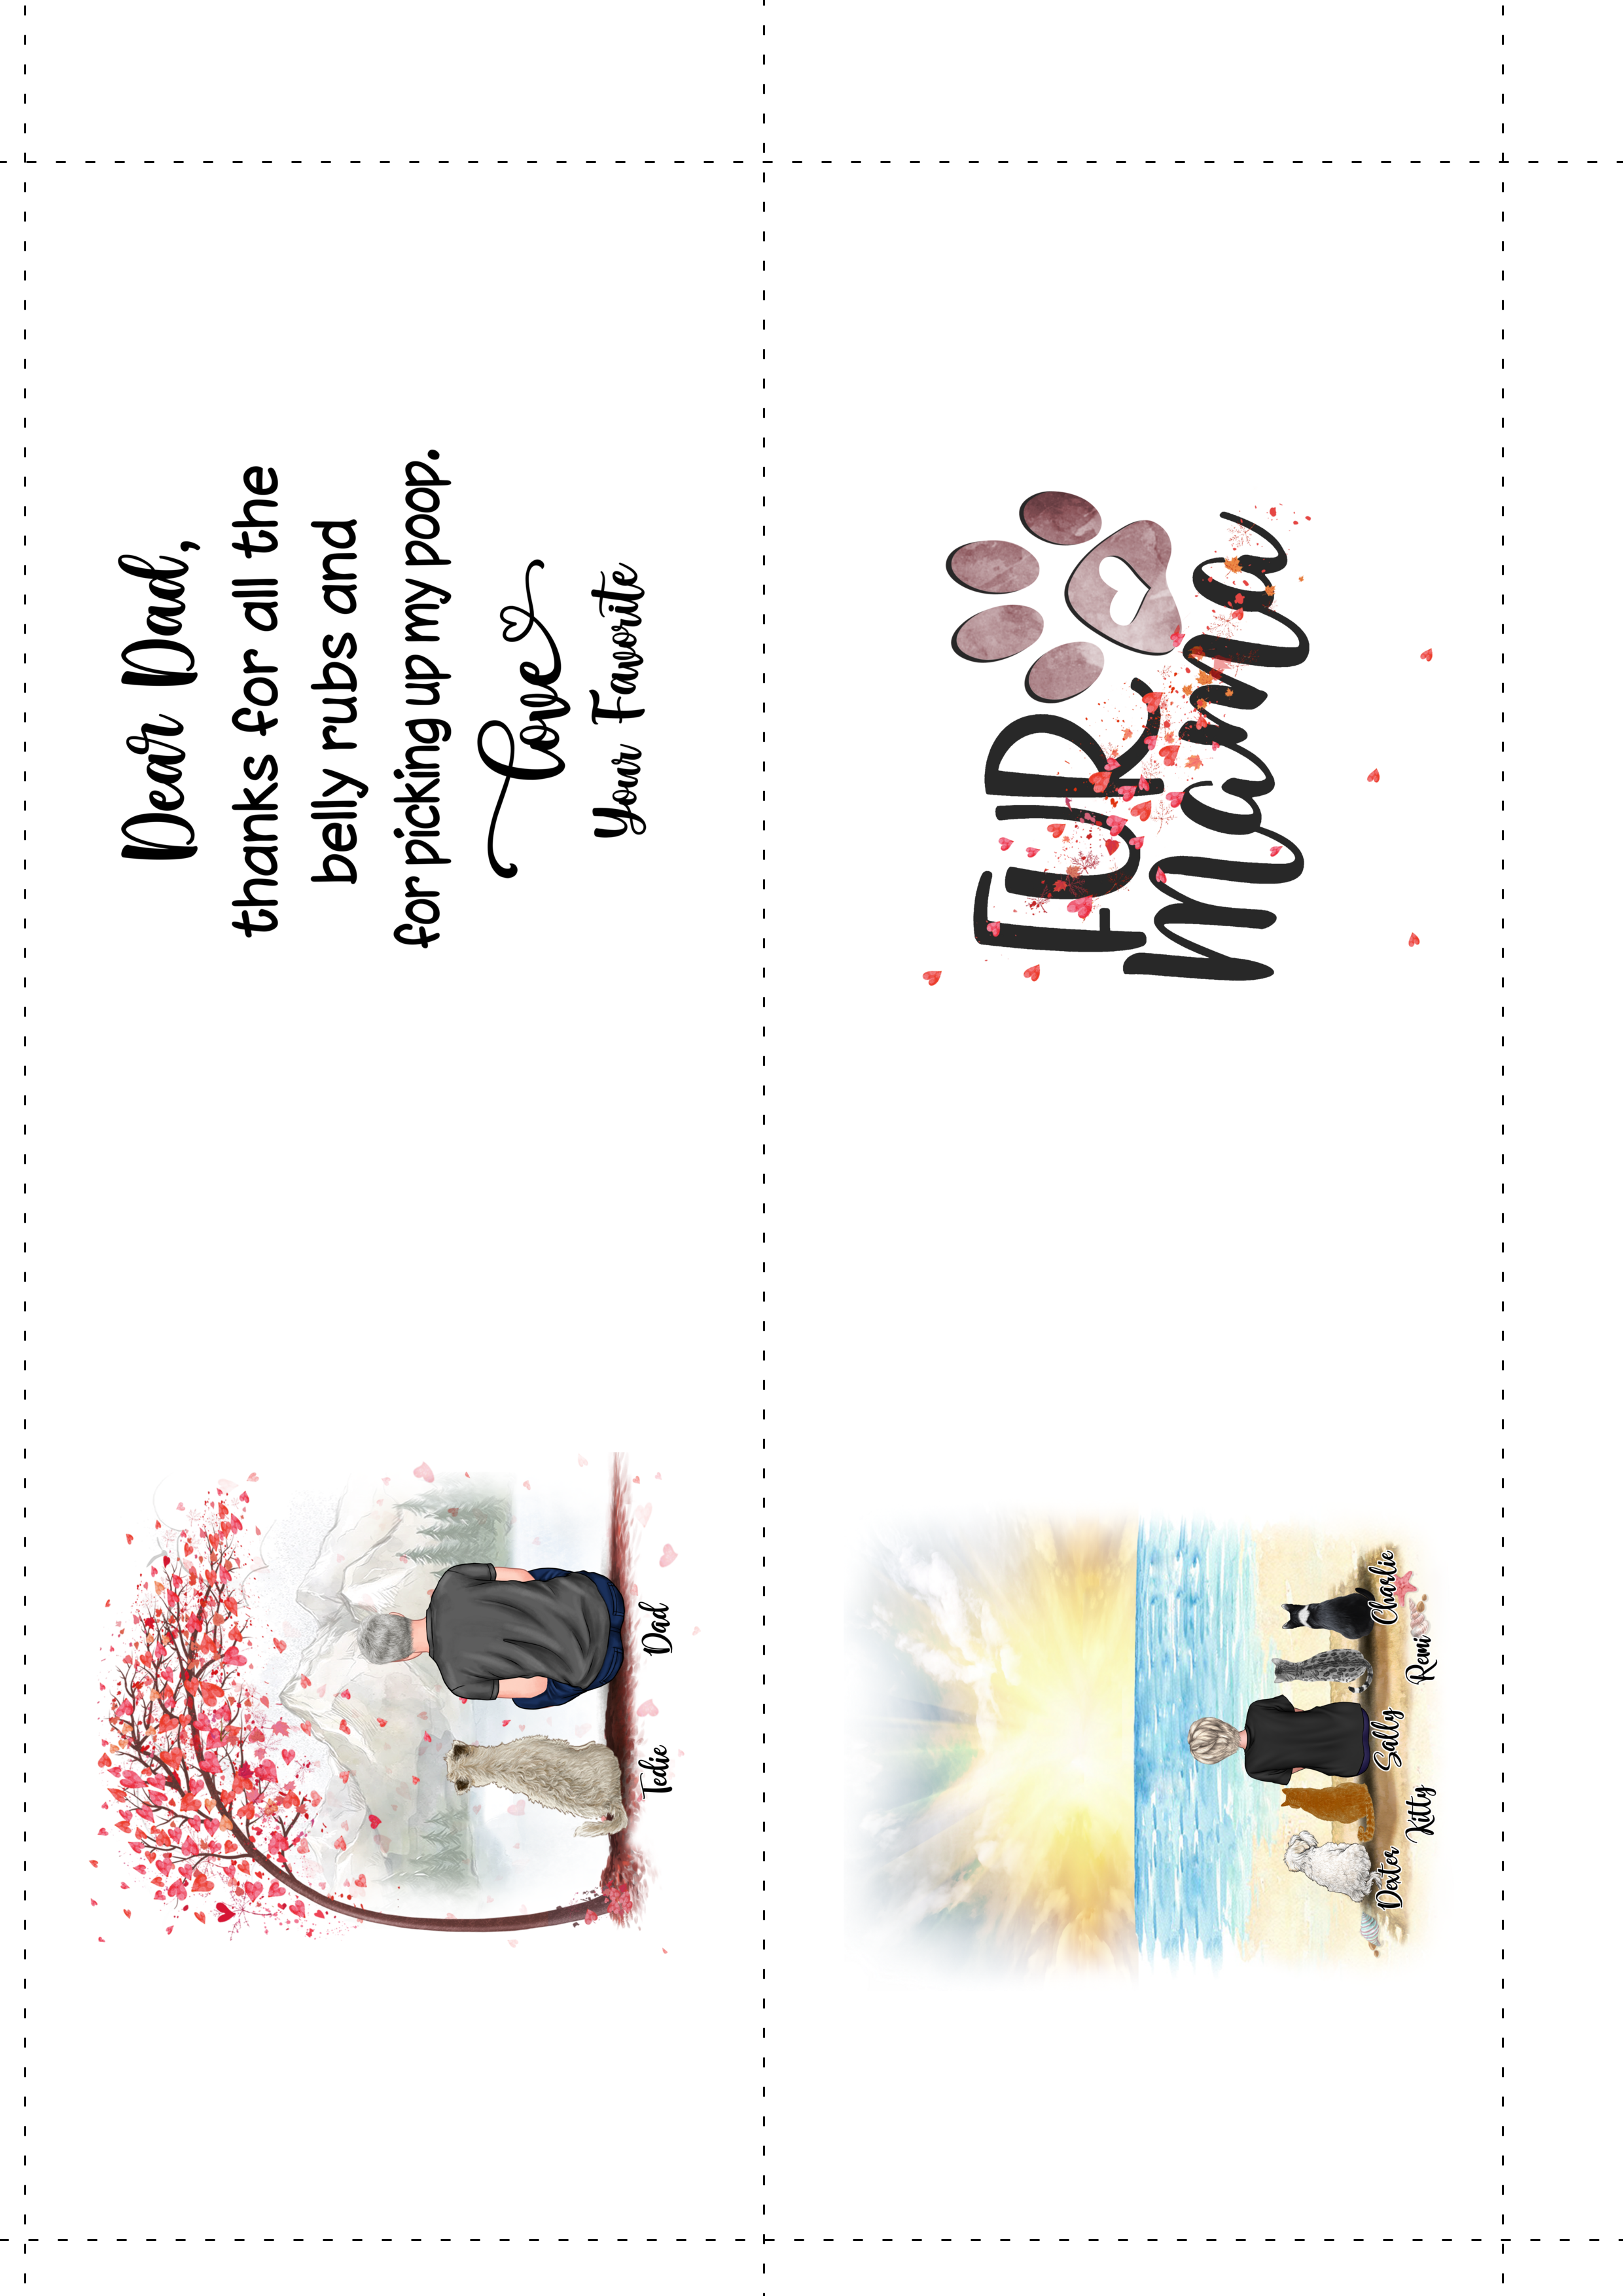 Dear Dad,
thanks for all the
belly rubs and
for picking up my poop.
Love
Your Favorite
Tedie Dad
FUR
mama
Dexter Sally Charlie
Kitty Remi